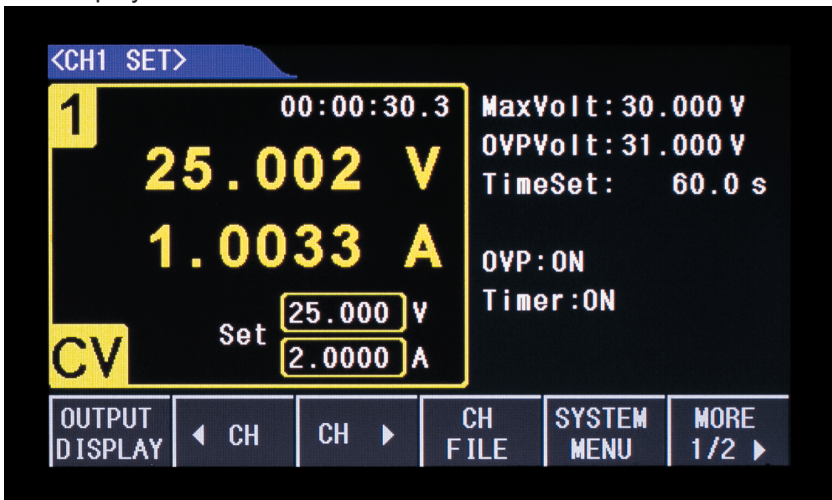 <CH1 SET>
1
00:00:30.3
25.002 V
1.0033 A
Set
25.000 V
2.0000 A
CV
MaxVolt:30.000 V
OVPVolt:31.000 V
TimeSet: 60.0 s
OVP:ON
Timer:ON
OUTPUT
DISPLAY
◀ CH
CH ▶
CH
FILE
SYSTEM
MENU
MORE
1/2 ▶